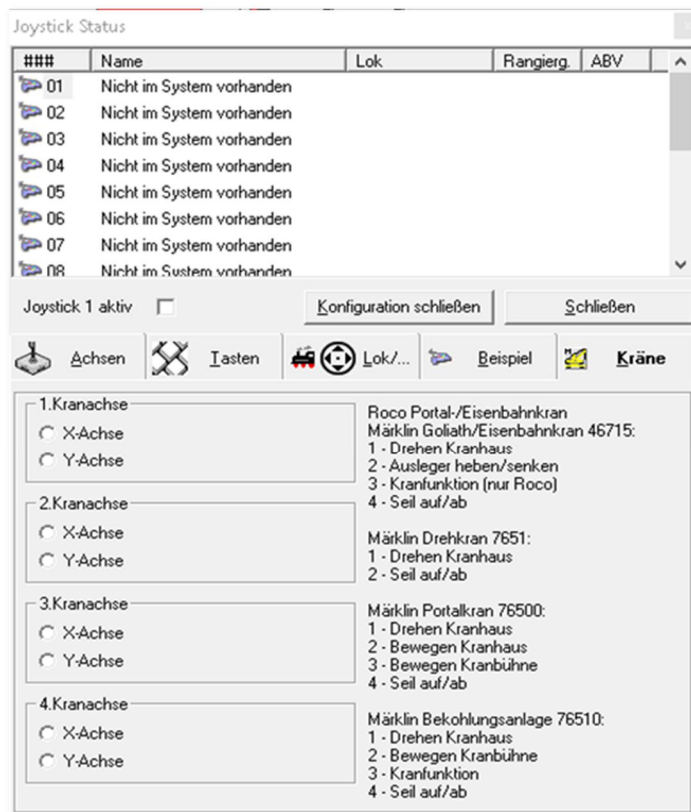 Joystick Status
### Name Lok Rangierg. ABV
01 Nicht im System vorhanden
02 Nicht im System vorhanden
03 Nicht im System vorhanden
04 Nicht im System vorhanden
05 Nicht im System vorhanden
06 Nicht im System vorhanden
07 Nicht im System vorhanden
08 Nicht im System vorhanden
Joystick 1 aktiv Konfiguration schließen Schließen
Achsen Tasten Lok/... Beispiel Kräne
1.Kranachse
X-Achse
Y-Achse
2.Kranachse
X-Achse
Y-Achse
3.Kranachse
X-Achse
Y-Achse
4.Kranachse
X-Achse
Y-Achse
Roco Portal-/Eisenbahnkran
Märklin Goliath/Eisenbahnkran 46715:
1 - Drehen Kranhaus
2 - Ausleger heben/senken
3 - Kranfunktion (nur Roco)
4 - Seil auf/ab
Märklin Drehkran 7651:
1 - Drehen Kranhaus
2 - Seil auf/ab
Märklin Portalkran 76500:
1 - Drehen Kranhaus
2 - Bewegen Kranhaus
3 - Bewegen Kranbühne
4 - Seil auf/ab
Märklin Bekohlungsanlage 76510:
1 - Drehen Kranhaus
2 - Bewegen Kranbühne
3 - Kranfunktion
4 - Seil auf/ab